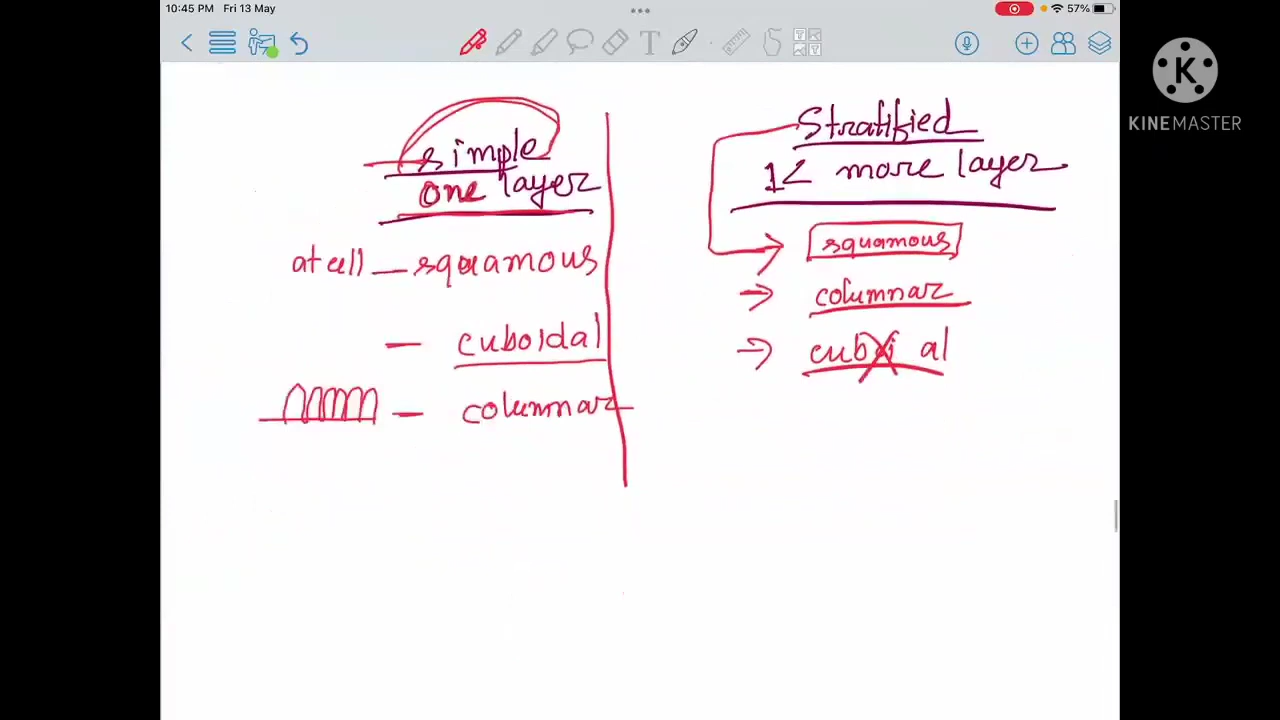 10:45 PM Fri 13 May
57%
T
K
KINEMASTER
simple
one layer
at cell — squamous
— cuboidal
— columnar
Stratified
1< more layer
→ squamous
→ columnar
→ al